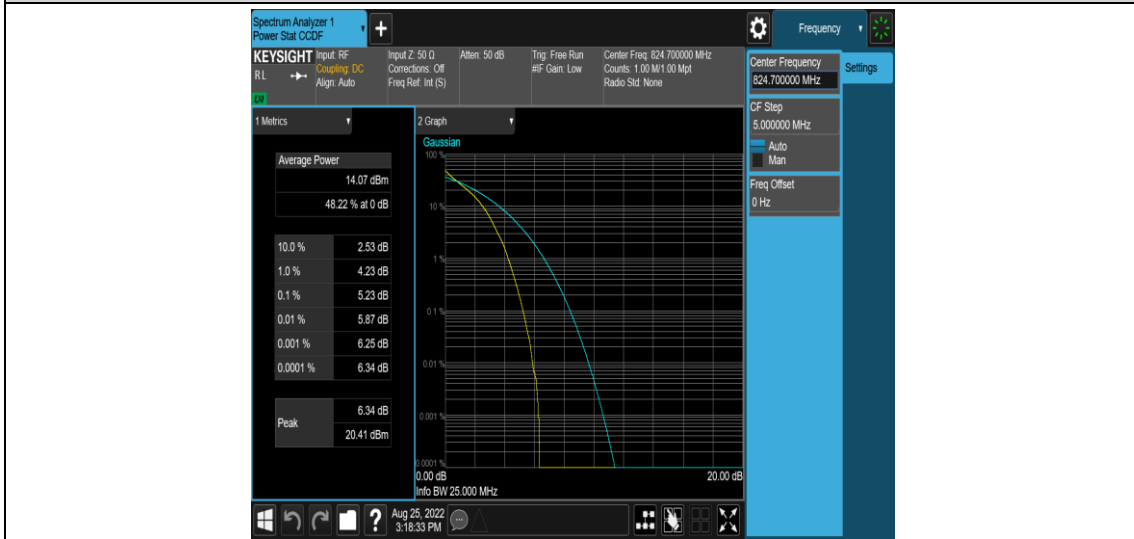 Spectrum Analyzer 1
Power Stat CCDF
+
Frequency
KEYSIGHT
RL
LXI
Input: RF
Coupling: DC
Align: Auto
Input Z: 50 Ω
Corrections: Off
Freq Ref: Int (S)
Atten: 50 dB
Trig: Free Run
#IF Gain: Low
Center Freq: 824.700000 MHz
Counts: 1.00 M/1.00 Mpt
Radio Std: None
Center Frequency
824.700000 MHz
Settings
CF Step
5.000000 MHz
Auto
Man
Freq Offset
0 Hz
1 Metrics
Average Power
14.07 dBm
48.22 % at 0 dB
10.0 % 2.53 dB
1.0 % 4.23 dB
0.1 % 5.23 dB
0.01 % 5.87 dB
0.001 % 6.25 dB
0.0001 % 6.34 dB
Peak
6.34 dB
20.41 dBm
2 Graph
Gaussian
100 %
10 %
1 %
0.1 %
0.01 %
0.001 %
0.0001 %
0.00 dB 20.00 dB
Info BW 25.000 MHz
?
Aug 25, 2022
3:18:33 PM